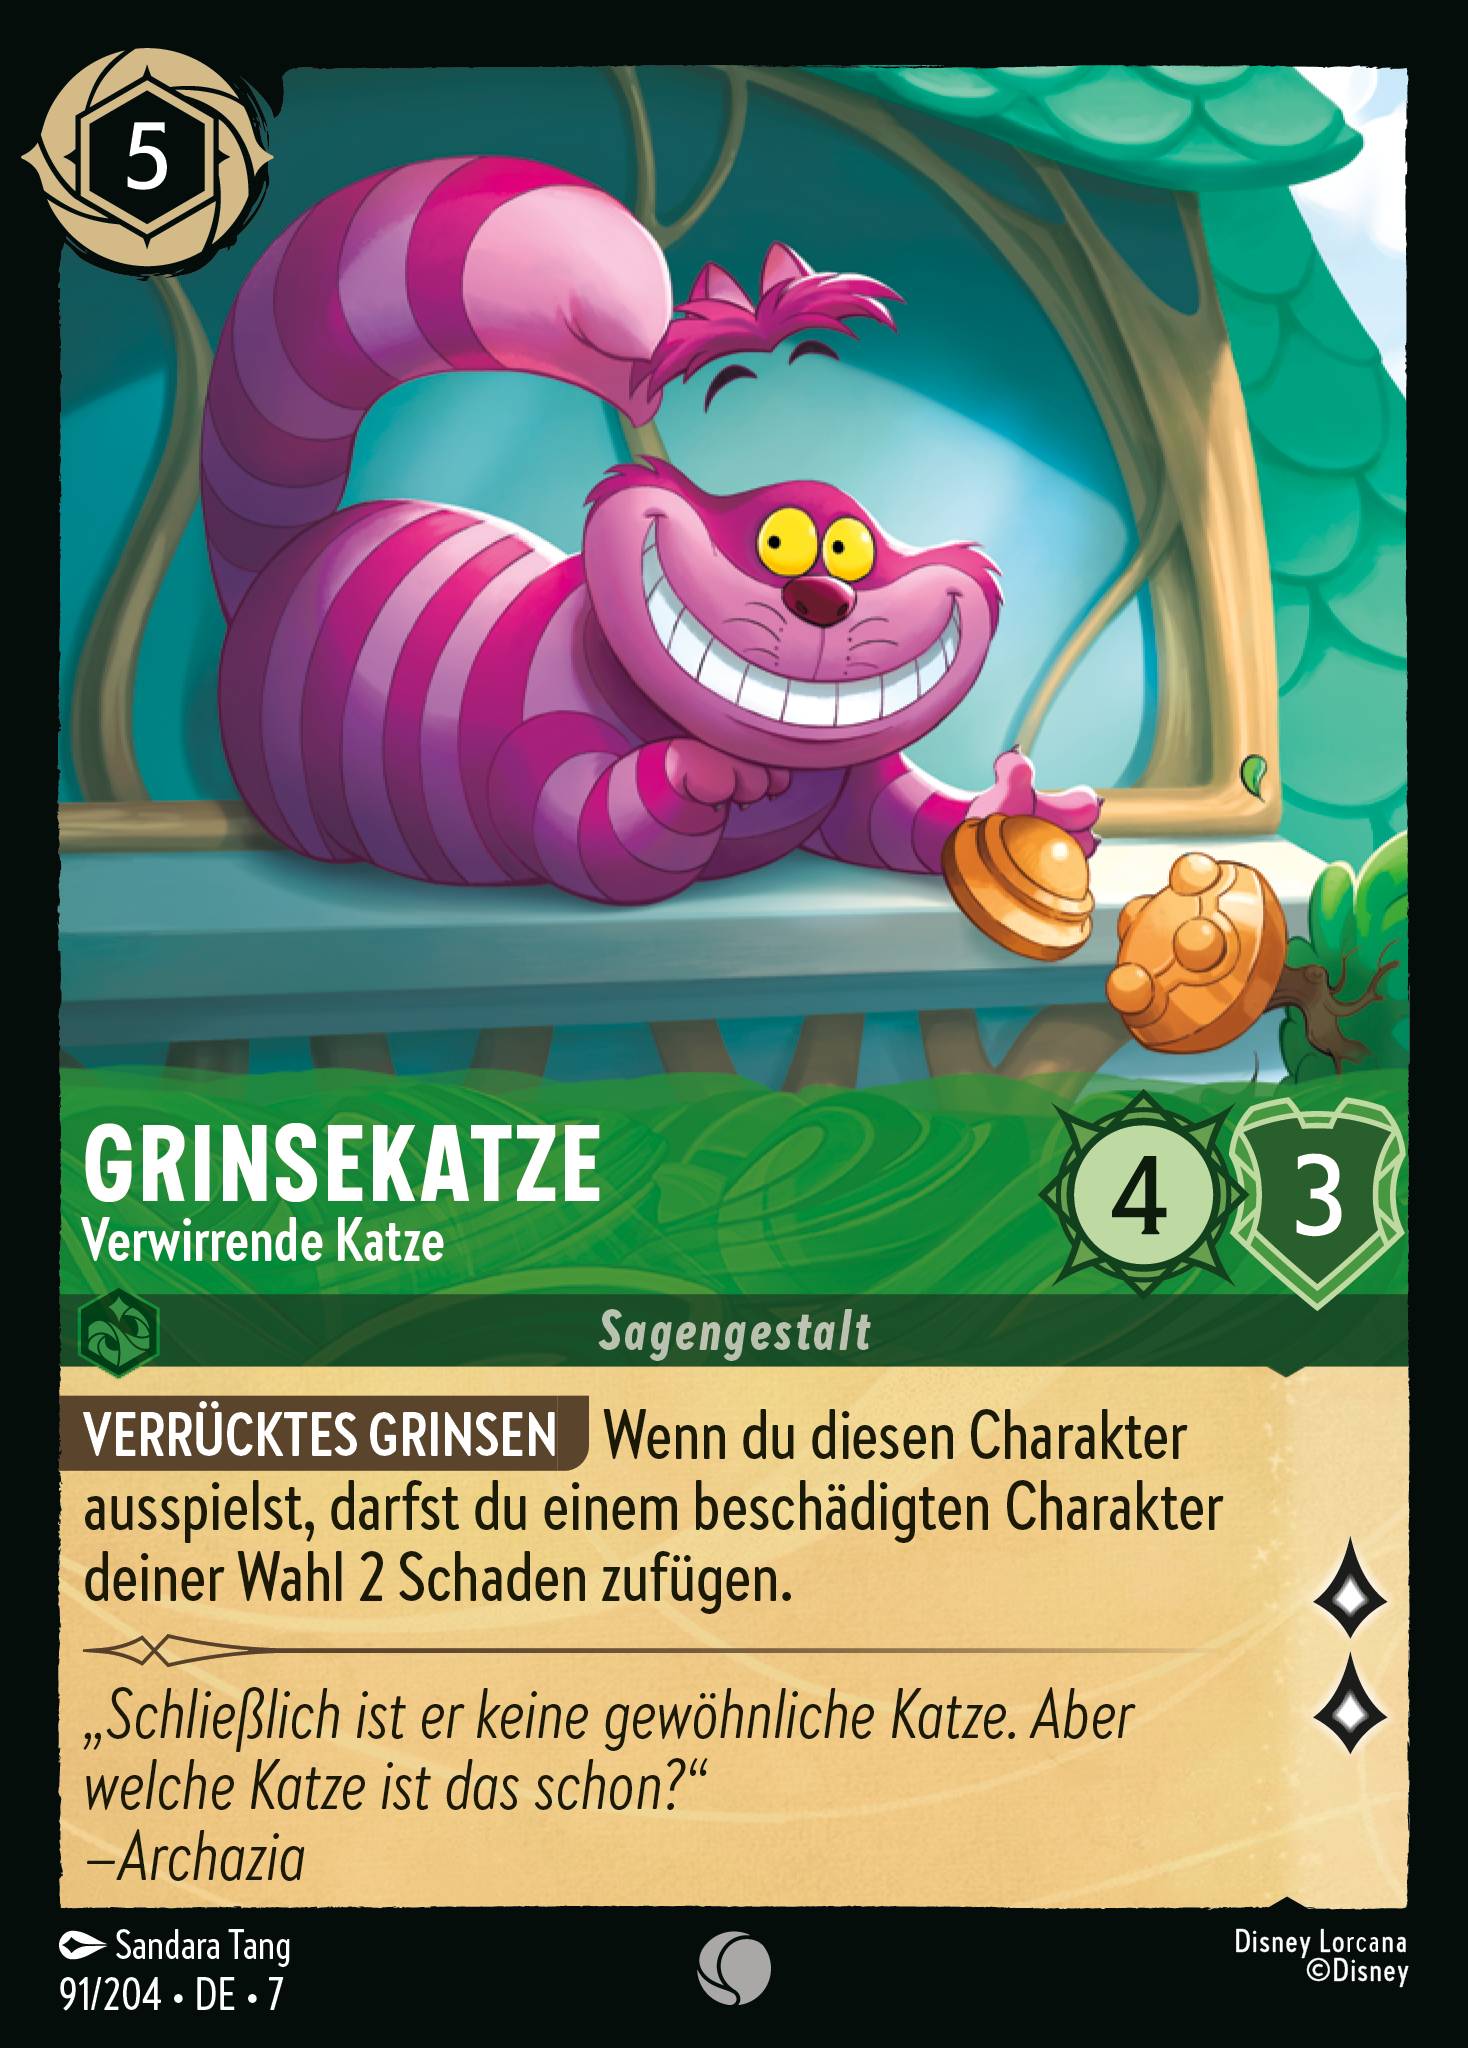 5
GRINSEKATZE
Verwirrende Katze
4
3
Sagengestalt
VERRÜCKTES GRINSEN Wenn du diesen Charakter
ausspielst, darfst du einem beschädigten Charakter
deiner Wahl 2 Schaden zufügen.
„Schließlich ist er keine gewöhnliche Katze. Aber
welche Katze ist das schon?“
–Archazia
Sandara Tang
91/204 • DE • 7
Disney Lorcana
©Disney